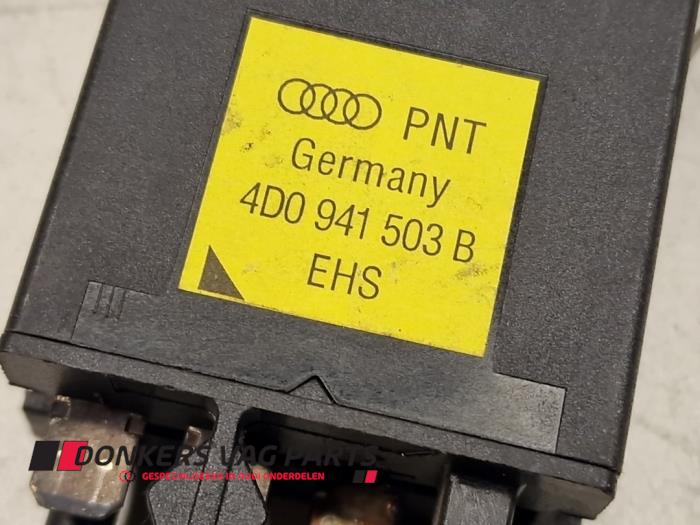 PNT
Germany
4D0 941 503 B
EHS
DONKERS VAG PARTS
GESPECIALISEERD IN AUDI ONDERDELEN